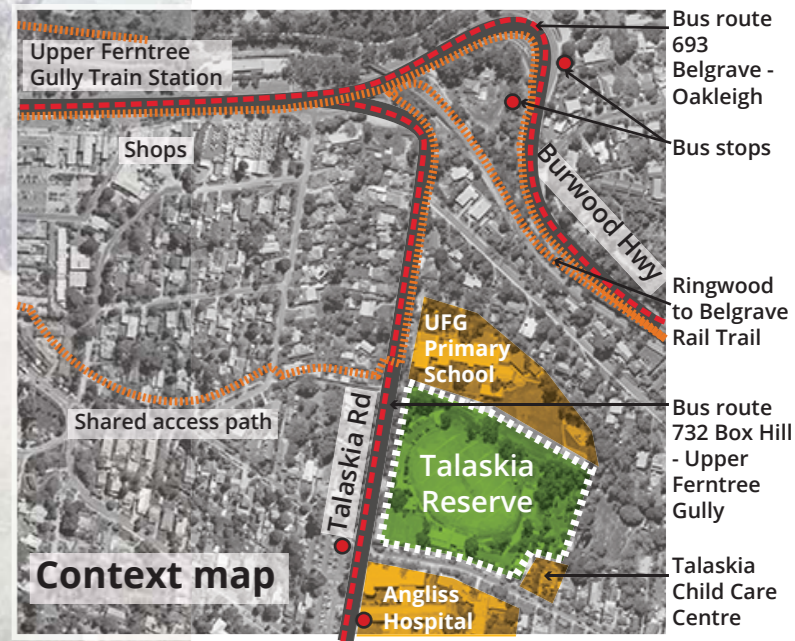 Upper Ferntree
Gully Train Station
Shops
Shared access path
Talaskia Rd
Burwood Hwy
UFG
Primary
School
Talaskia
Reserve
Angliss
Hospital
Context map
Bus route
693
Belgrave -
Oakleigh
Bus stops
Ringwood
to Belgrave
Rail Trail
Bus route
732 Box Hill
- Upper
Ferntree
Gully
Talaskia
Child Care
Centre